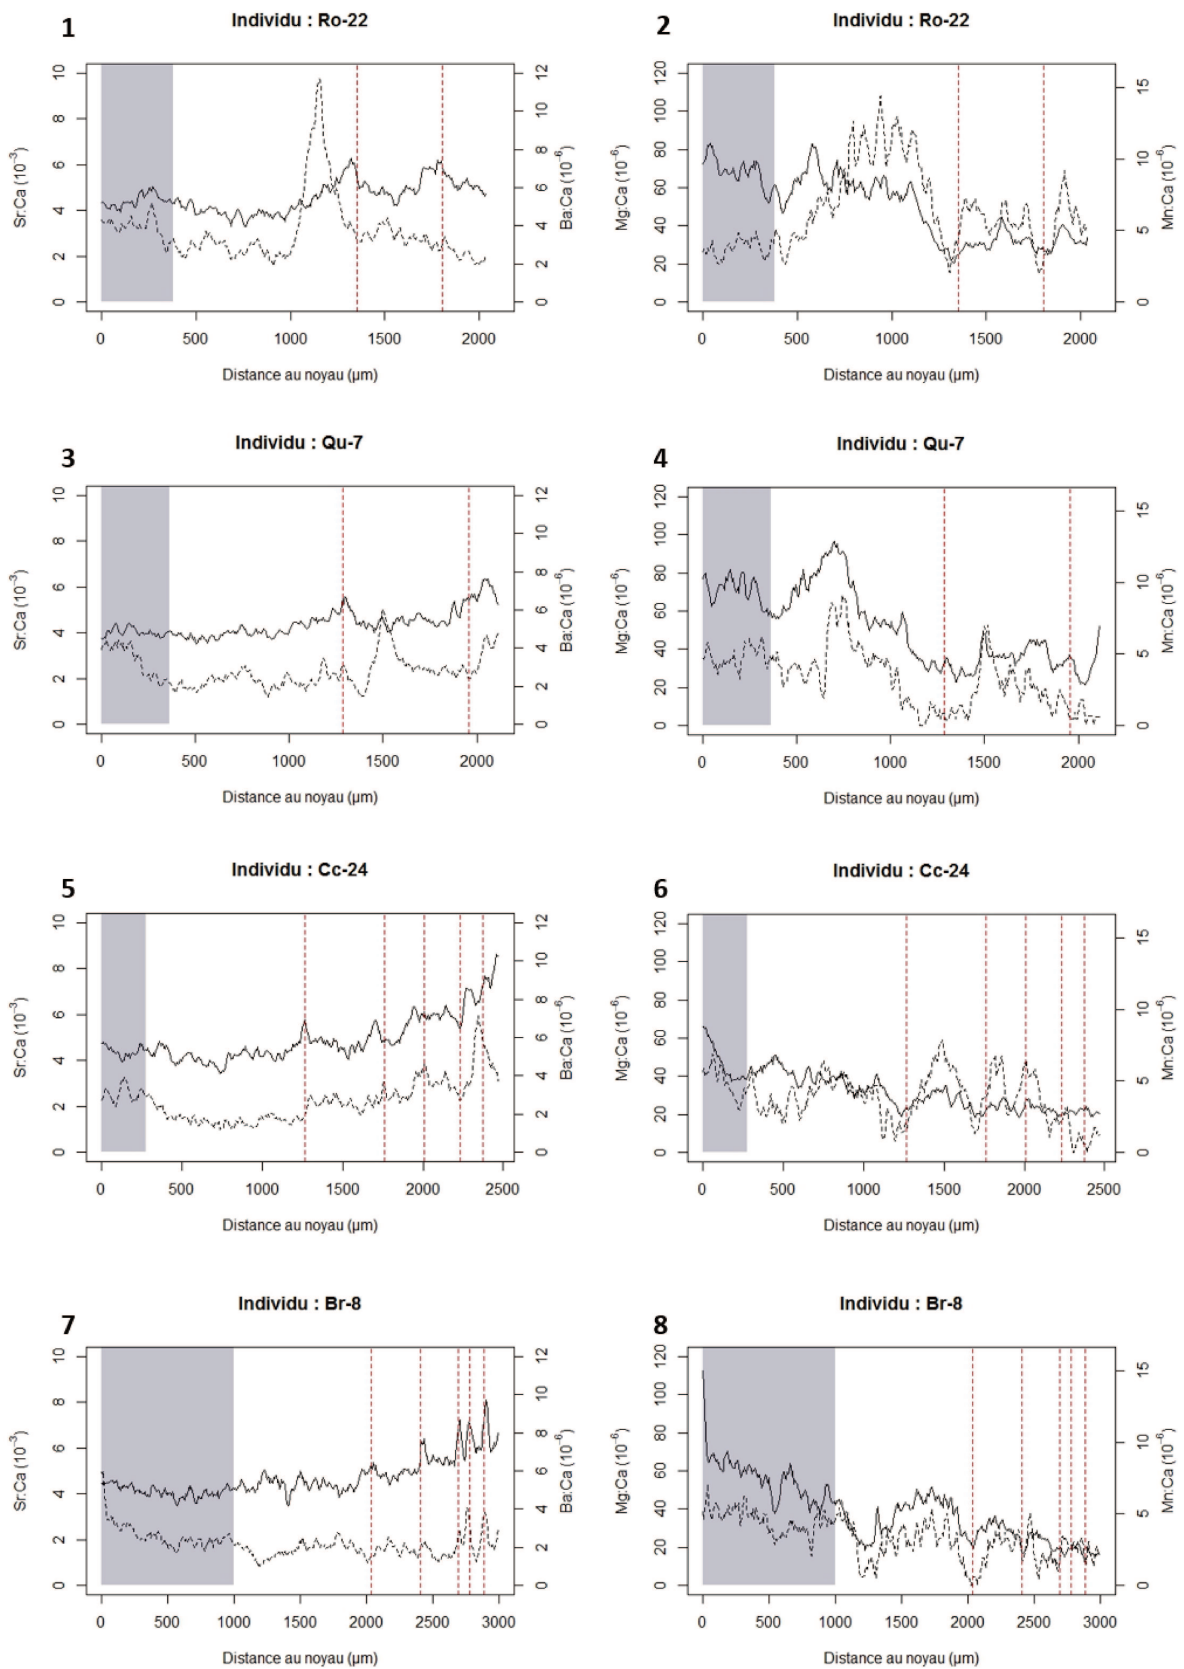 1
Individu : Ro-22
Sr:Ca (10⁻³)
0 2 4 6 8 10
Ba:Ca (10⁻⁶)
0 2 4 6 8 10 12
0 500 1000 1500 2000
Distance au noyau (µm)
2
Individu : Ro-22
Mg:Ca (10⁻⁶)
0 20 40 60 80 100 120
Mn:Ca (10⁻⁶)
0 5 10 15
0 500 1000 1500 2000
Distance au noyau (µm)
3
Individu : Qu-7
Sr:Ca (10⁻³)
0 2 4 6 8 10
Ba:Ca (10⁻⁶)
0 2 4 6 8 10 12
0 500 1000 1500 2000
Distance au noyau (µm)
4
Individu : Qu-7
Mg:Ca (10⁻⁶)
0 20 40 60 80 100 120
Mn:Ca (10⁻⁶)
0 5 10 15
0 500 1000 1500 2000
Distance au noyau (µm)
5
Individu : Cc-24
Sr:Ca (10⁻³)
0 2 4 6 8 10
Ba:Ca (10⁻⁶)
0 2 4 6 8 10 12
0 500 1000 1500 2000 2500
Distance au noyau (µm)
6
Individu : Cc-24
Mg:Ca (10⁻⁶)
0 20 40 60 80 100 120
Mn:Ca (10⁻⁶)
0 5 10 15
0 500 1000 1500 2000 2500
Distance au noyau (µm)
7
Individu : Br-8
Sr:Ca (10⁻³)
0 2 4 6 8 10
Ba:Ca (10⁻⁶)
0 2 4 6 8 10 12
0 500 1000 1500 2000 2500 3000
Distance au noyau (µm)
8
Individu : Br-8
Mg:Ca (10⁻⁶)
0 20 40 60 80 100 120
Mn:Ca (10⁻⁶)
0 5 10 15
0 500 1000 1500 2000 2500 3000
Distance au noyau (µm)